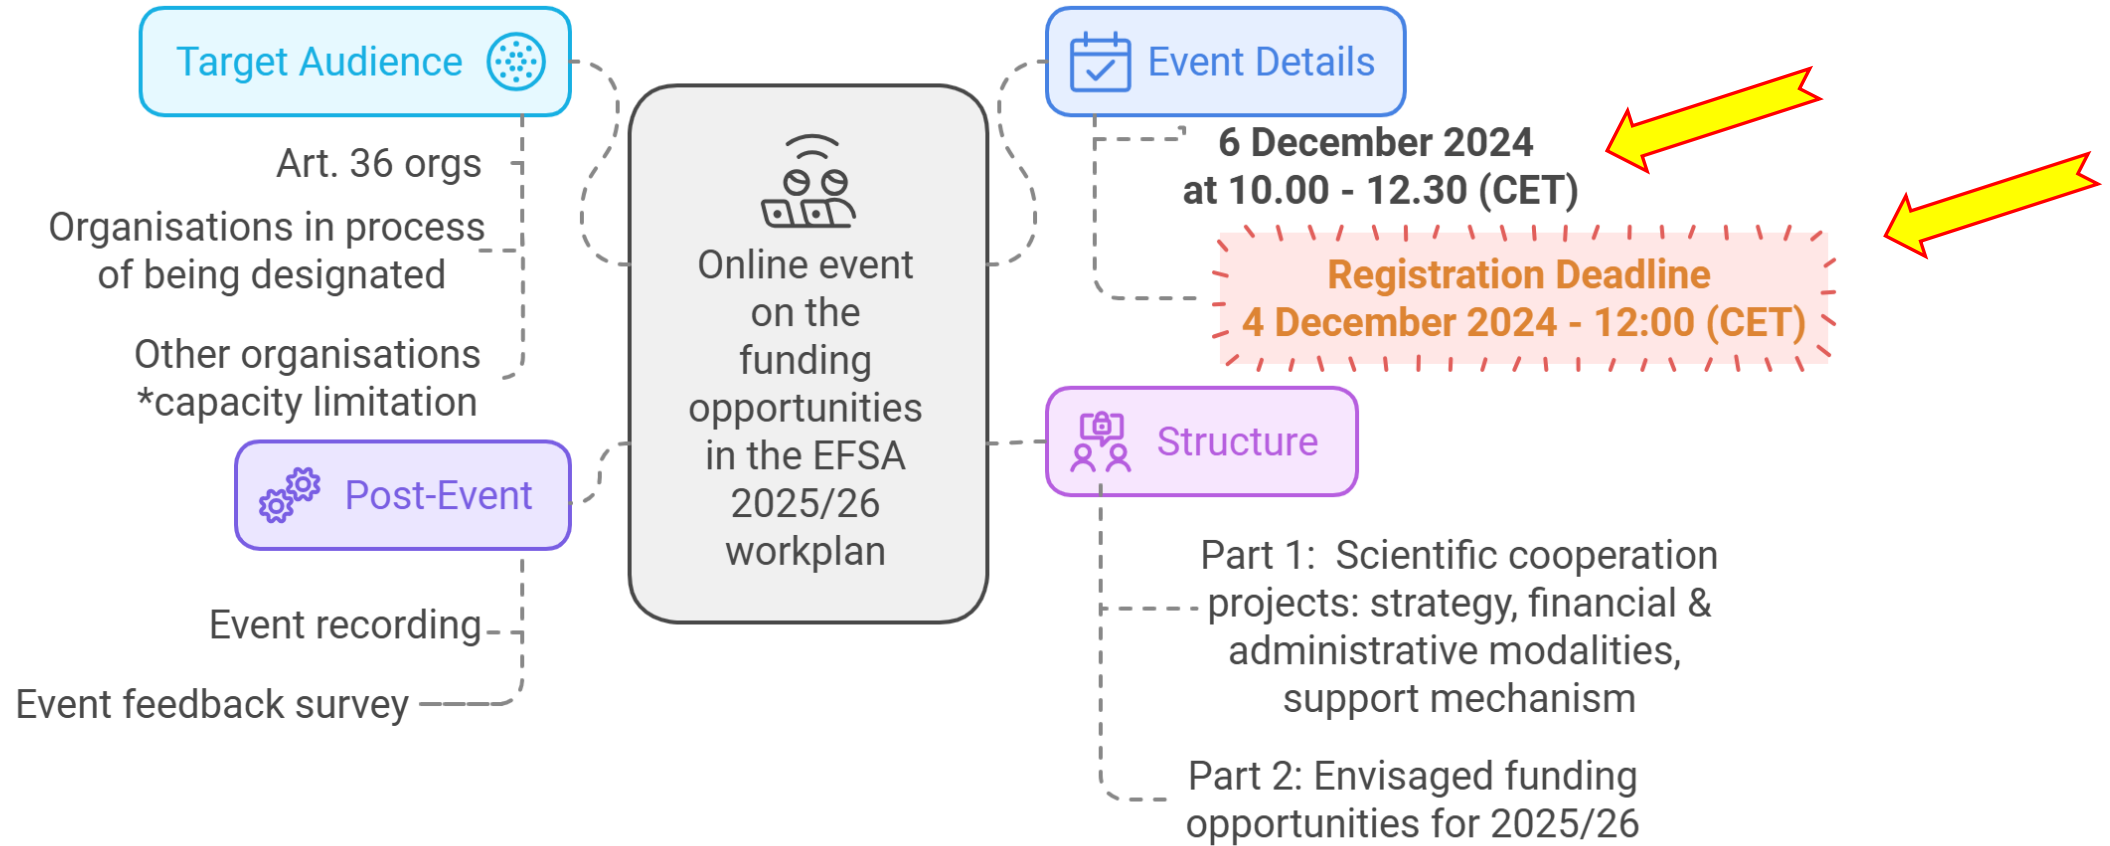 Target Audience
Art. 36 orgs
Organisations in process
of being designated
Other organisations
*capacity limitation
Post-Event
Event recording
Event feedback survey
Online event
on the
funding
opportunities
in the EFSA
2025/26
workplan
Event Details
6 December 2024
at 10.00 - 12.30 (CET)
Registration Deadline
4 December 2024 - 12:00 (CET)
Structure
Part 1:  Scientific cooperation
projects: strategy, financial &
administrative modalities,
support mechanism
Part 2: Envisaged funding
opportunities for 2025/26